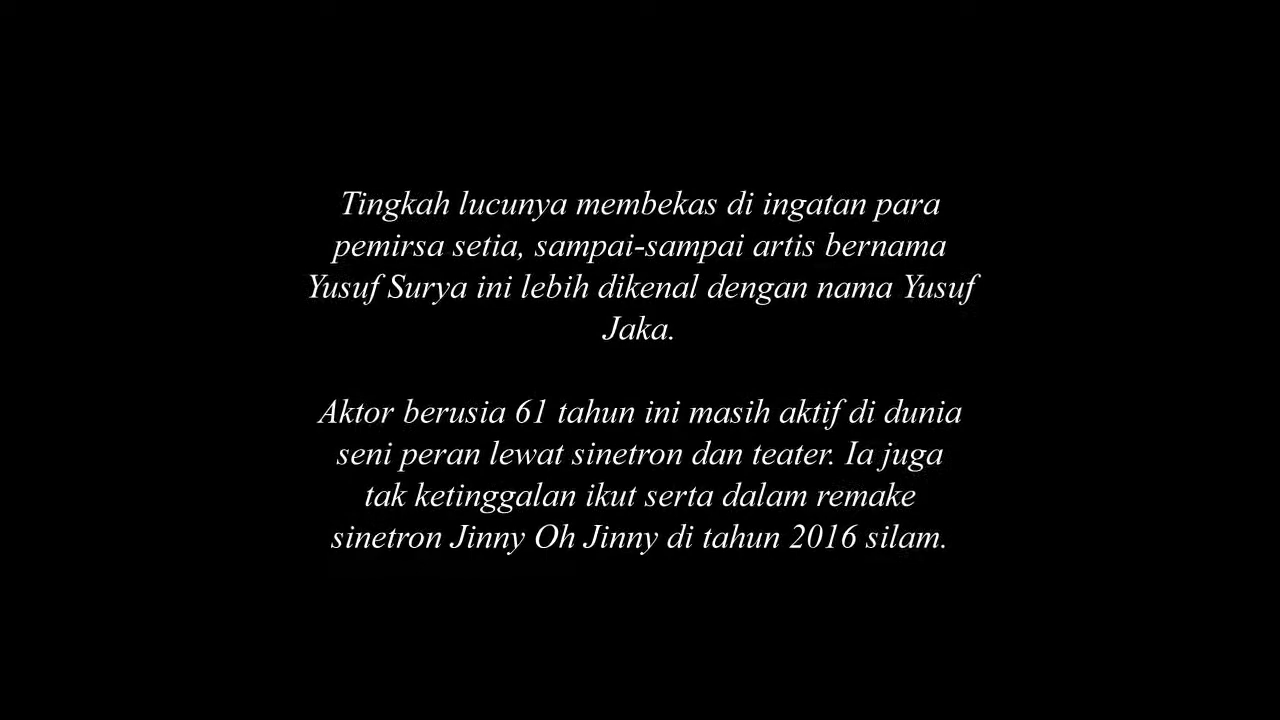 Tingkah lucunya membekas di ingatan para
pemirsa setia, sampai-sampai artis bernama
Yusuf Surya ini lebih dikenal dengan nama Yusuf
Jaka.
Aktor berusia 61 tahun ini masih aktif di dunia
seni peran lewat sinetron dan teater. Ia juga
tak ketinggalan ikut serta dalam remake
sinetron Jinny Oh Jinny di tahun 2016 silam.